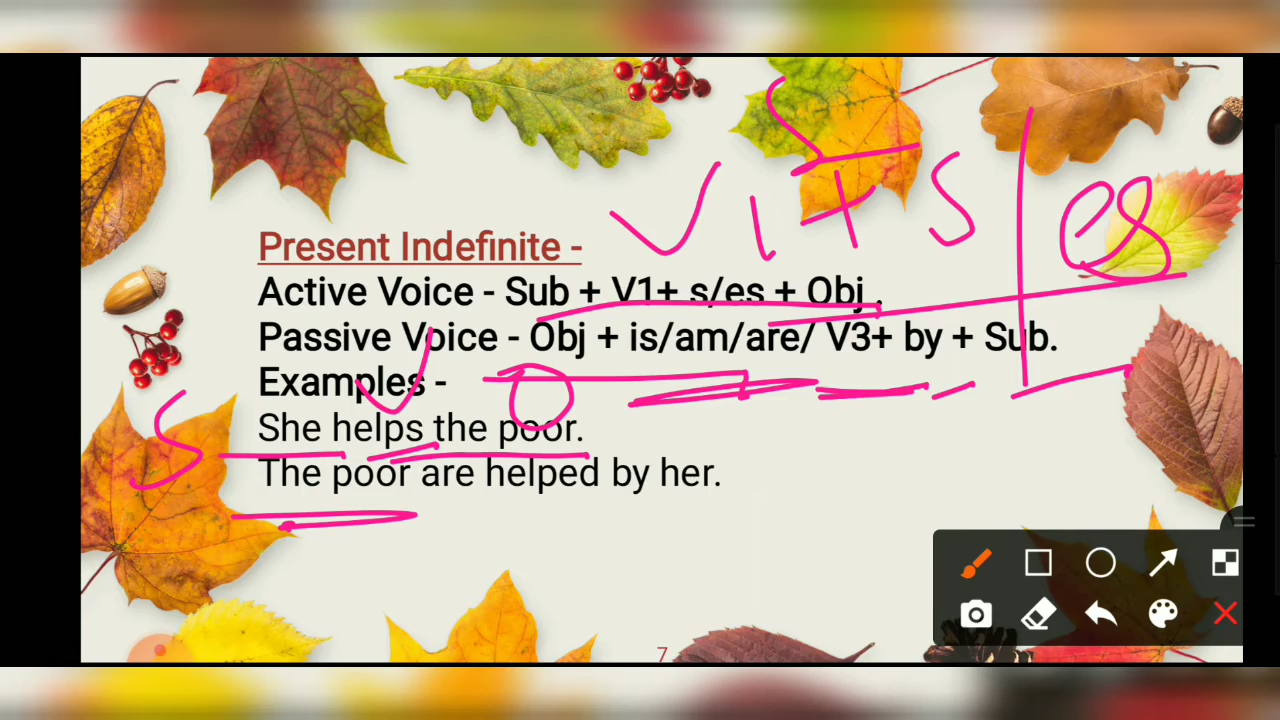 S
V1+ s|es
Present Indefinite -
Active Voice - Sub + V1+ s/es + Obj .
Passive Voice - Obj + is/am/are/ V3+ by + Sub.
Examples -
S V O
She helps the poor.
The poor are helped by her.
7